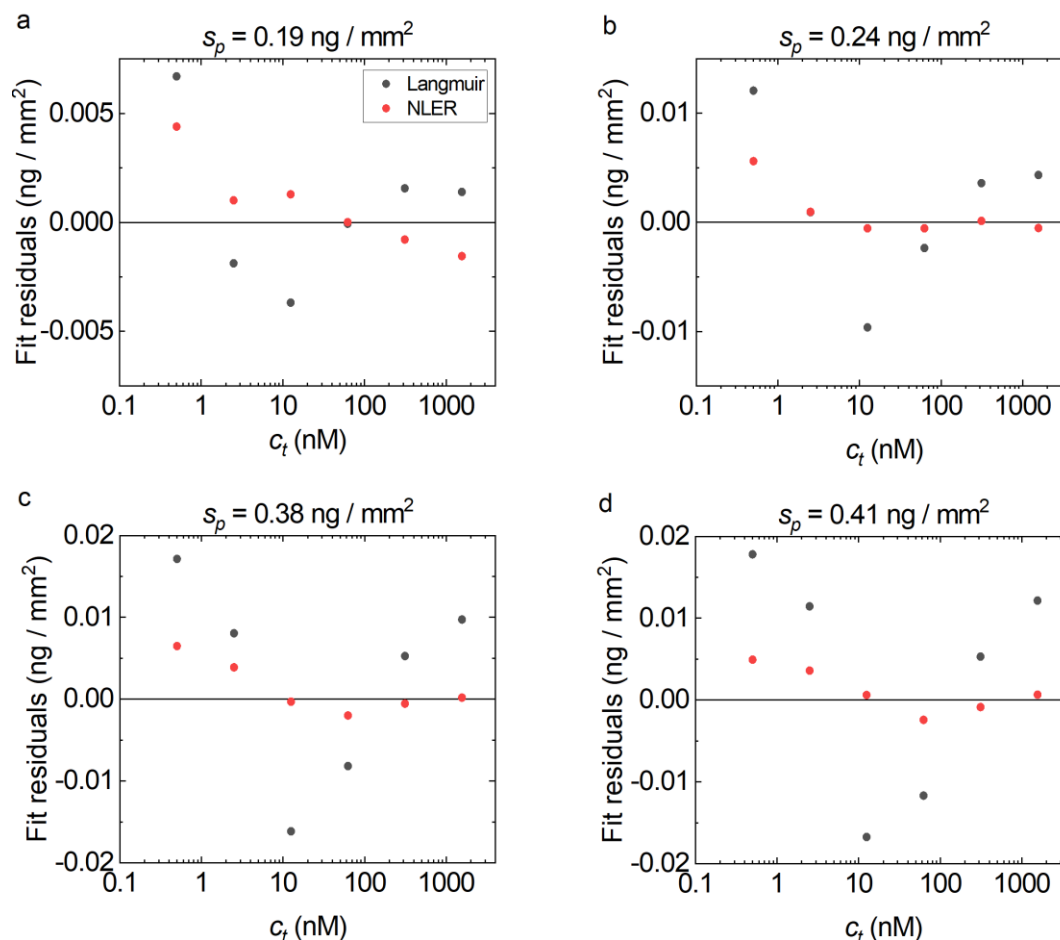 a
s_p = 0.19 ng / mm²
Fit residuals (ng / mm²)
0.005
0.000
-0.005
Langmuir
NLER
0.1 1 10 100 1000
c_t (nM)
b
s_p = 0.24 ng / mm²
Fit residuals (ng / mm²)
0.01
0.00
-0.01
0.1 1 10 100 1000
c_t (nM)
c
s_p = 0.38 ng / mm²
Fit residuals (ng / mm²)
0.02
0.01
0.00
-0.01
-0.02
0.1 1 10 100 1000
c_t (nM)
d
s_p = 0.41 ng / mm²
Fit residuals (ng / mm²)
0.02
0.01
0.00
-0.01
-0.02
0.1 1 10 100 1000
c_t (nM)